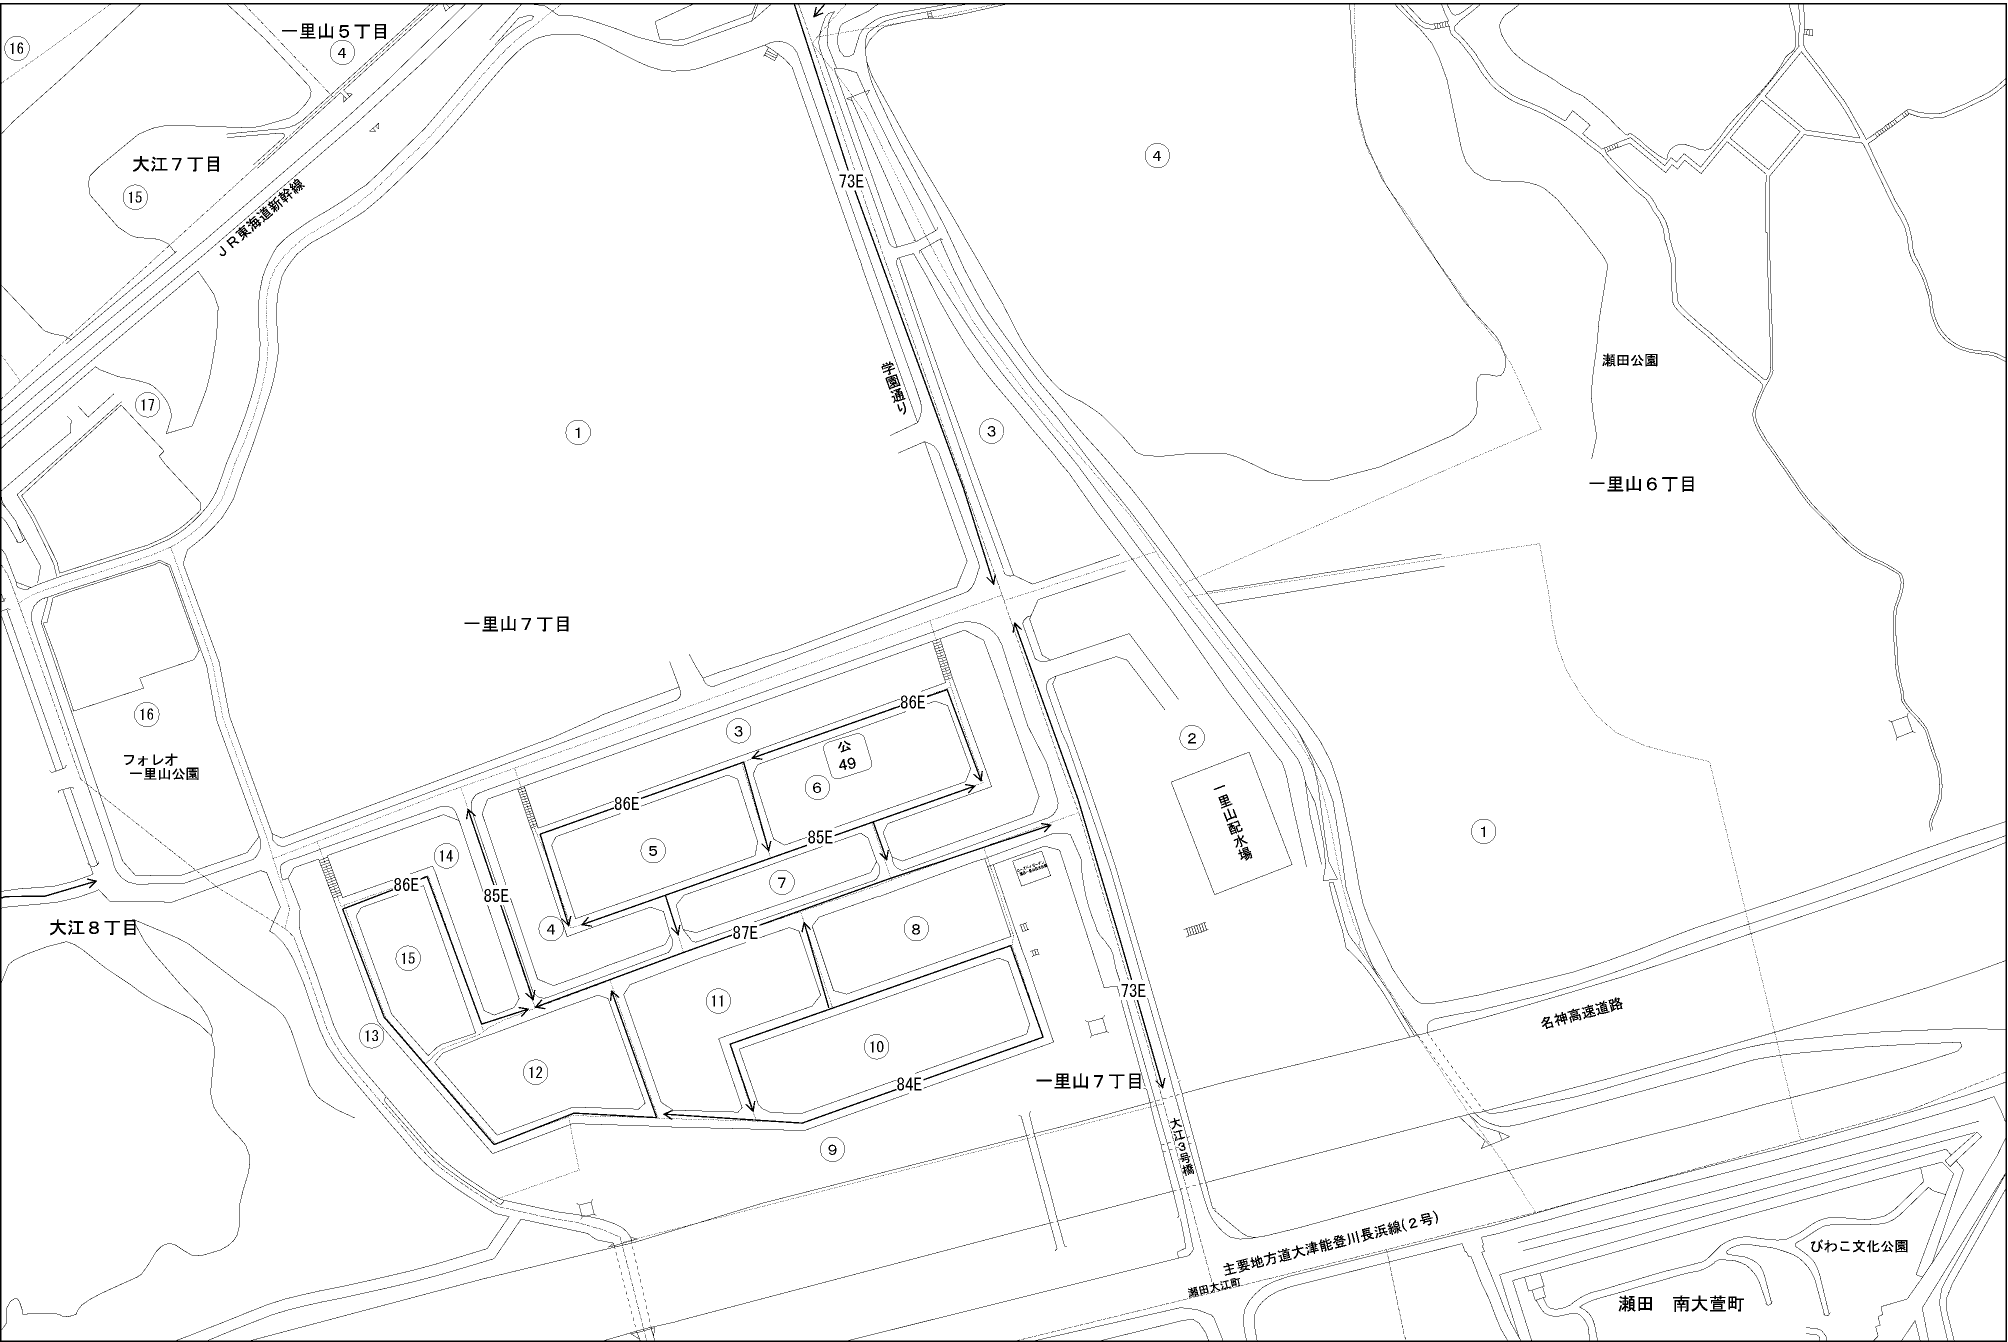 一里山５丁目
⑯
④
大江７丁目
⑮
ＪＲ東海道新幹線
④
73E
学園通り
瀬田公園
⑰
①
③
一里山６丁目
一里山７丁目
86E
⑯
③
②
公
49
フォレオ
一里山公園
⑥
86E
一里山配水場
①
85E
⑤
⑭
86E
⑦
85E
大江８丁目
④
87E
⑧
⑮
73E
⑪
名神高速道路
⑬
⑩
⑫
84E
一里山７丁目
大江３号橋
⑨
主要地方道大津能登川長浜線(２号)
びわこ文化公園
瀬田大江町
瀬田　南大萱町